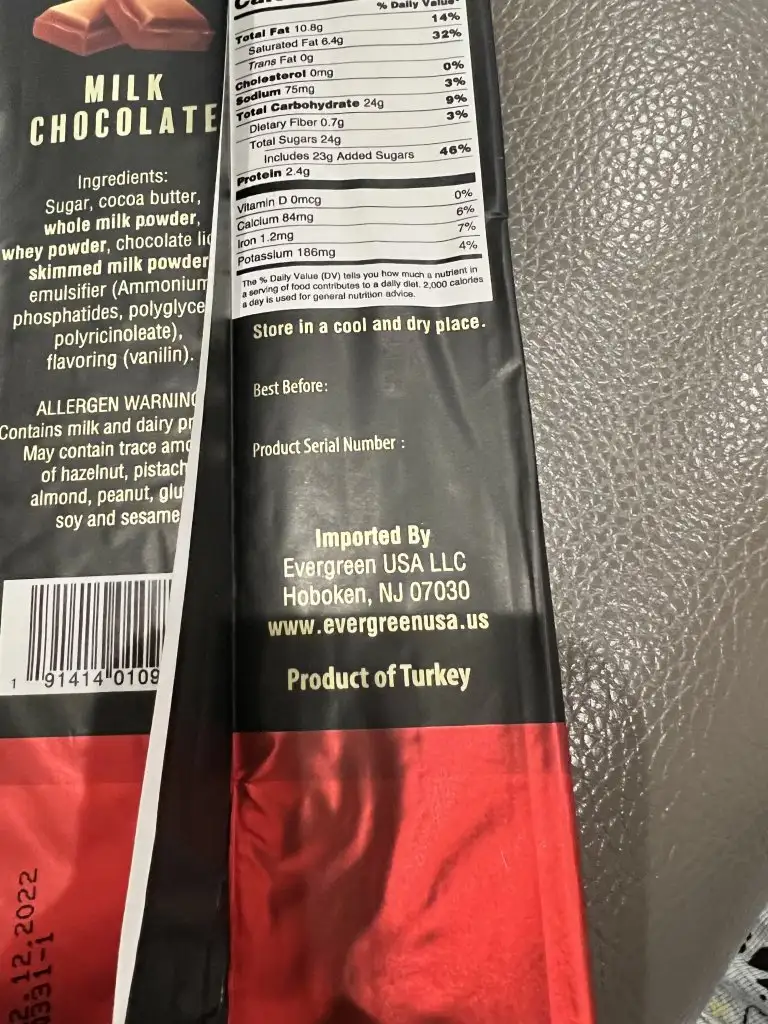 MILK
CHOCOLATE
Ingredients:
Sugar, cocoa butter,
whole milk powder,
whey powder, chocolate
skimmed milk powder
emulsifier (Ammonium
phosphatides,
polyricinoleate),
flavoring (vanilin).
ALLERGEN WARNING
Contains milk and dairy
May contain trace
of hazelnut,
almond, peanut,
soy and sesame
1 91414 0109
.12.2022
331-1
% Daily Value*
Total Fat 10.8g 14%
Saturated Fat 6.4g 32%
Trans Fat 0g
Cholesterol 0mg 0%
Sodium 75mg 3%
Total Carbohydrate 24g 9%
Dietary Fiber 0.7g 3%
Total Sugars 24g
Includes 23g Added Sugars 46%
Protein 2.4g
Vitamin D 0mcg 0%
Calcium 84mg 6%
Iron 1.2mg 7%
Potassium 186mg 4%
The % Daily Value (DV) tells you how much a nutrient in
a serving of food contributes to a daily diet. 2,000 calories
a day is used for general nutrition advice.
Store in a cool and dry place.
Best Before:
Product Serial Number :
Imported By
Evergreen USA LLC
Hoboken, NJ 07030
www.evergreenusa.us
Product of Turkey